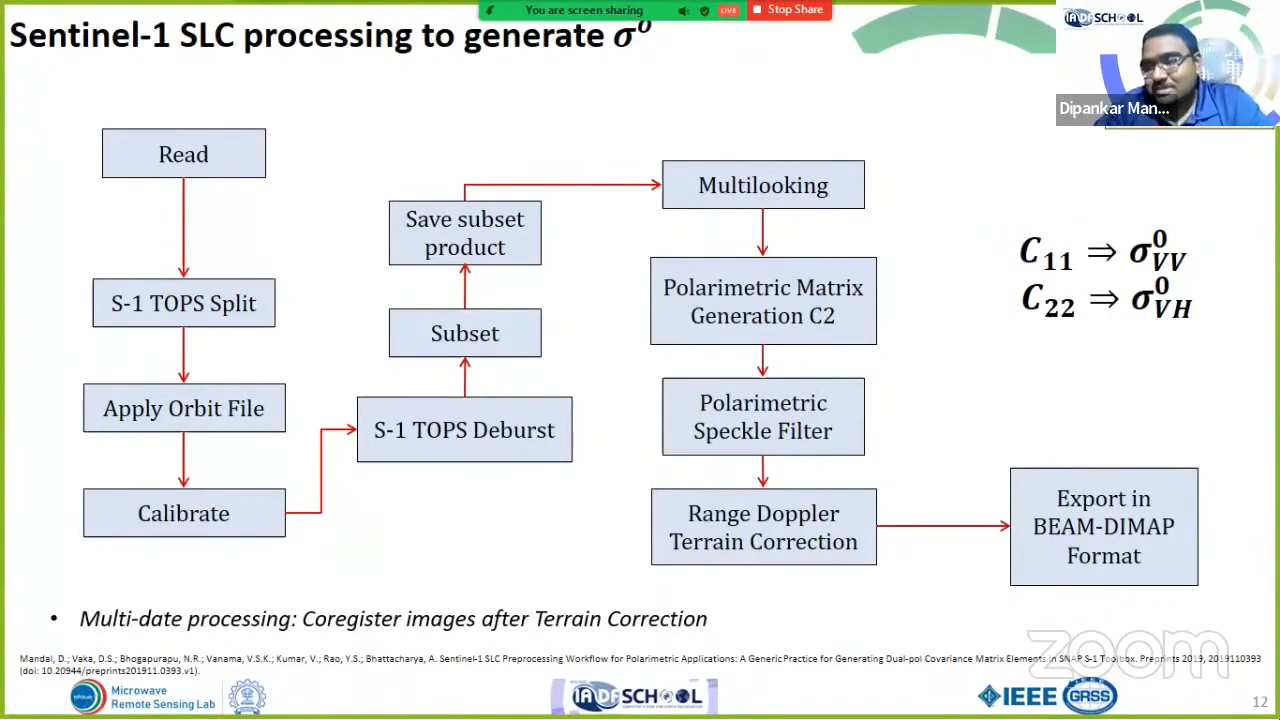 You are screen sharing
LIVE
Stop Share
Sentinel-1 SLC processing to generate σ⁰
IADF SCHOOL
Dipankar Man...
Read
S-1 TOPS Split
Apply Orbit File
Calibrate
S-1 TOPS Deburst
Subset
Save subset
product
Multilooking
Polarimetric Matrix
Generation C2
Polarimetric
Speckle Filter
Range Doppler
Terrain Correction
Export in
BEAM-DIMAP
Format
C₁₁ ⇒ σ⁰VV
C₂₂ ⇒ σ⁰VH
• Multi-date processing: Coregister images after Terrain Correction
zoom
Mandal, D.; Vaka, D.S.; Bhogapurapu, N.R.; Vanama, V.S.K.; Kumar, V.; Rao, Y.S.; Bhattacharya, A. Sentinel-1 SLC Preprocessing Workflow for Polarimetric Applications: A Generic Practice for Generating Dual-pol Covariance Matrix Elements in SNAP S-1 Toolbox. Preprints 2019, 2019110393
(doi: 10.20944/preprints201911.0393.v1).
Microwave
Remote Sensing Lab
IADF SCHOOL
IEEE GRSS
12